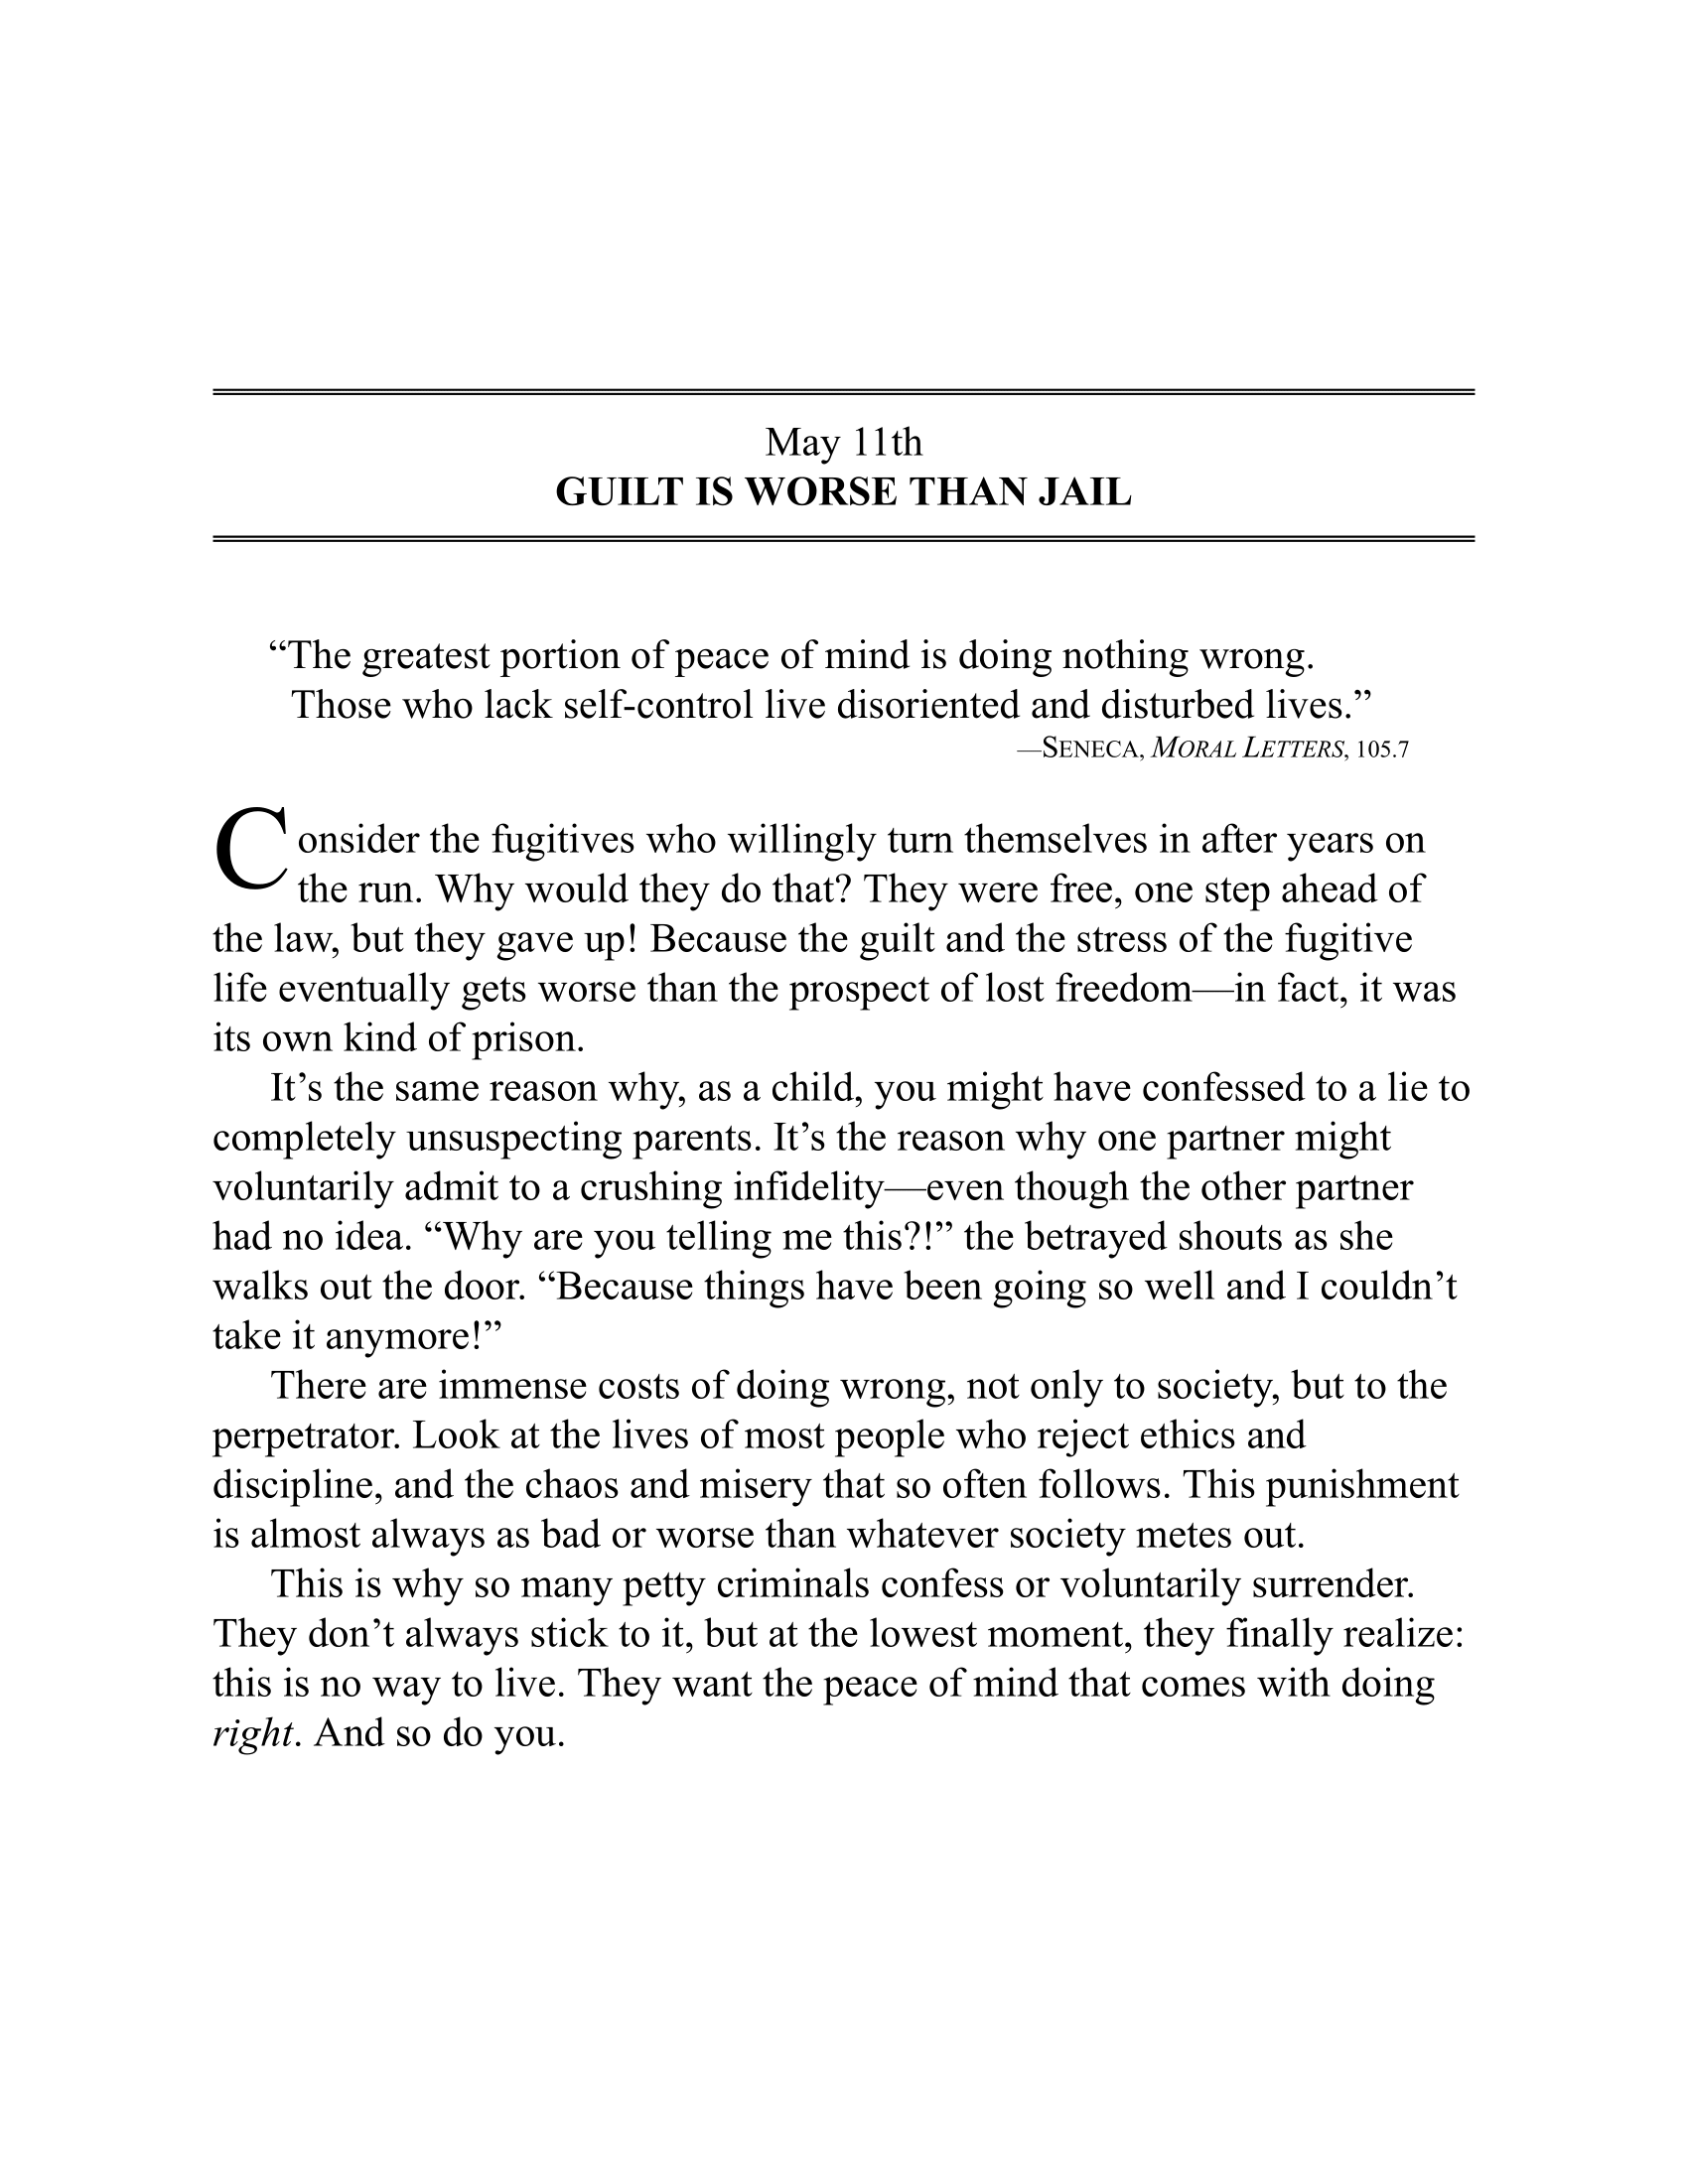 May 11th
GUILT IS WORSE THAN JAIL
“The greatest portion of peace of mind is doing nothing wrong.
Those who lack self-control live disoriented and disturbed lives.”
—SENECA, MORAL LETTERS, 105.7
Consider the fugitives who willingly turn themselves in after years on
the run. Why would they do that? They were free, one step ahead of
the law, but they gave up! Because the guilt and the stress of the fugitive
life eventually gets worse than the prospect of lost freedom—in fact, it was
its own kind of prison.
It’s the same reason why, as a child, you might have confessed to a lie to
completely unsuspecting parents. It’s the reason why one partner might
voluntarily admit to a crushing infidelity—even though the other partner
had no idea. “Why are you telling me this?!” the betrayed shouts as she
walks out the door. “Because things have been going so well and I couldn’t
take it anymore!”
There are immense costs of doing wrong, not only to society, but to the
perpetrator. Look at the lives of most people who reject ethics and
discipline, and the chaos and misery that so often follows. This punishment
is almost always as bad or worse than whatever society metes out.
This is why so many petty criminals confess or voluntarily surrender.
They don’t always stick to it, but at the lowest moment, they finally realize:
this is no way to live. They want the peace of mind that comes with doing
right. And so do you.